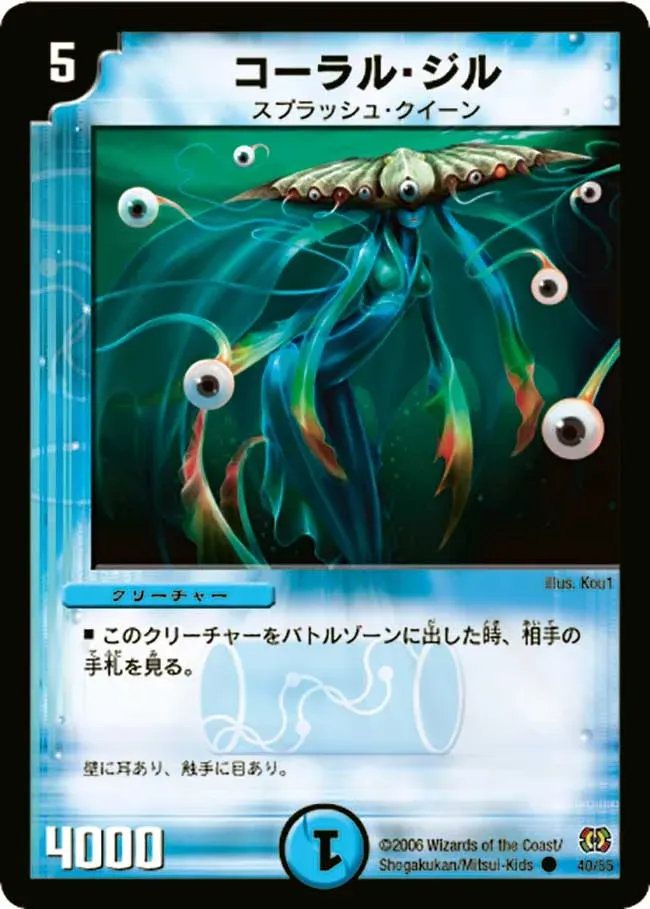 5
コーラル・ジル
スプラッシュ・クイーン
illus. Kou1
クリーチャー
■ このクリーチャーをバトルゾーンに出した時、相手の
手札を見る。
壁に耳あり、触手に目あり。
4000
1
©2006 Wizards of the Coast/
Shogakukan/Mitsui-Kids
40/55